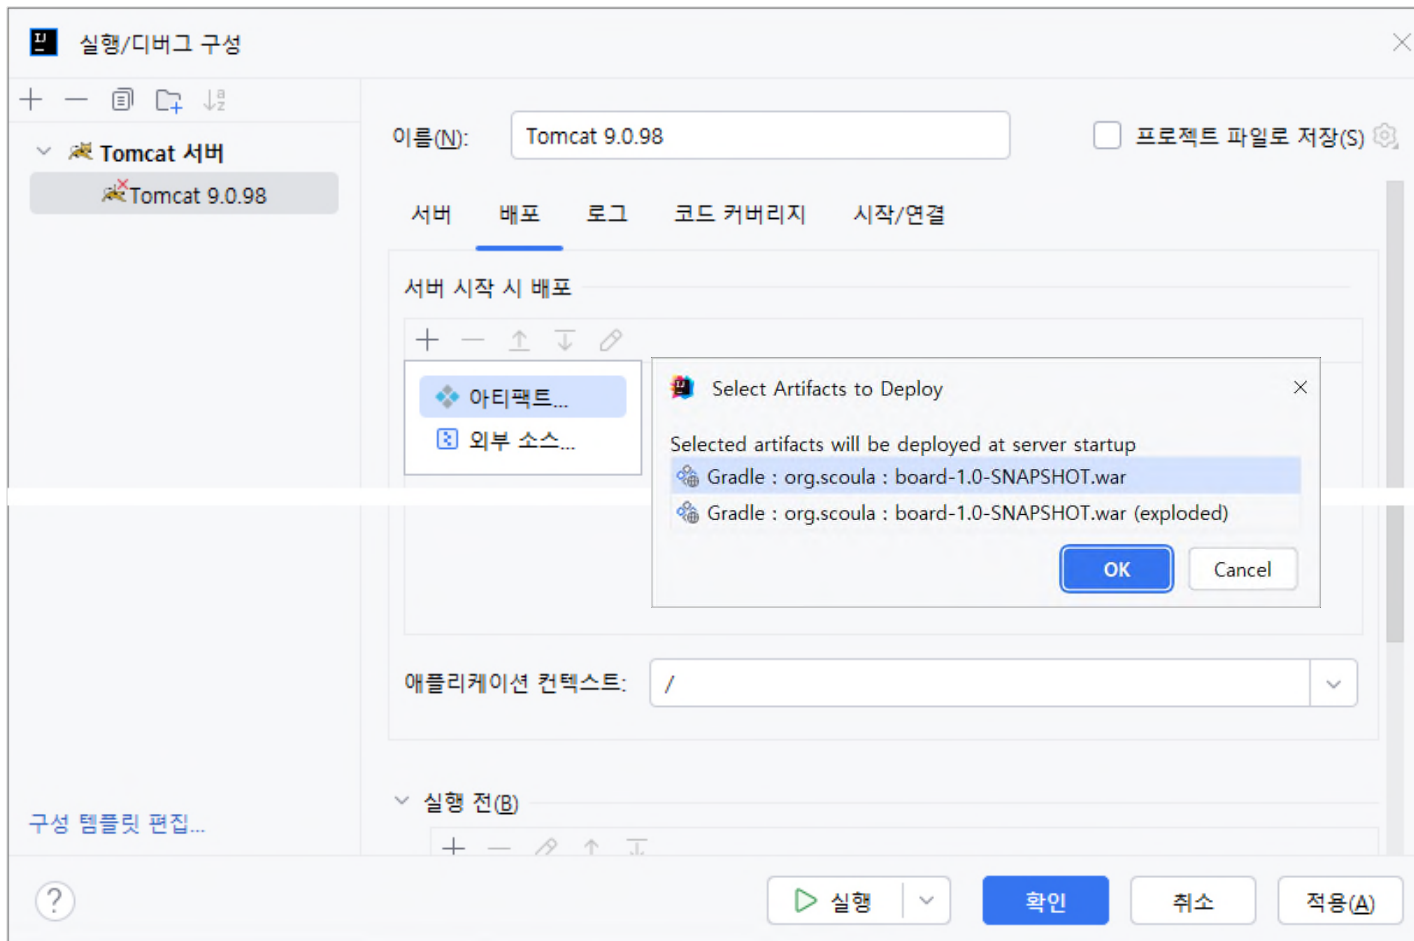 실행/디버그 구성
Tomcat 서버
Tomcat 9.0.98
이름(N):
Tomcat 9.0.98
프로젝트 파일로 저장(S)
서버 배포 로그 코드 커버리지 시작/연결
서버 시작 시 배포
아티팩트...
외부 소스...
Select Artifacts to Deploy
Selected artifacts will be deployed at server startup
Gradle : org.scoula : board-1.0-SNAPSHOT.war
Gradle : org.scoula : board-1.0-SNAPSHOT.war (exploded)
OK Cancel
애플리케이션 컨텍스트: /
실행 전(B)
구성 템플릿 편집...
? 실행 확인 취소 적용(A)